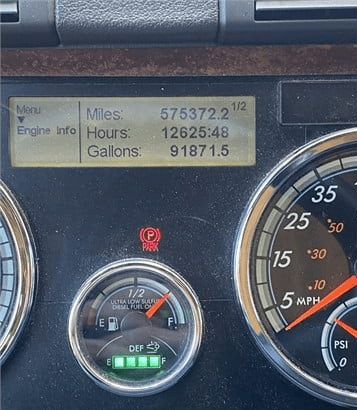 Menu
▼
Engine Info
Miles: 575372.2 1/2
Hours: 12625:48
Gallons: 91871.5
P
PARK
1/2
ULTRA LOW SULFUR
DIESEL FUEL ONLY
E F
DEF
E F
35
25
50
15
30
10
5 MPH
PSI
0